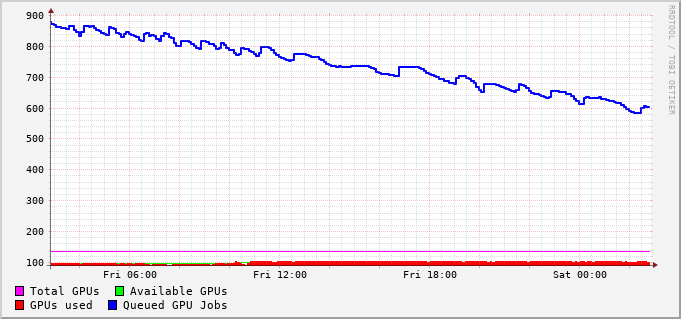 900
800
700
600
500
400
300
200
100
Fri 06:00 Fri 12:00 Fri 18:00 Sat 00:00
Total GPUs Available GPUs
GPUs used Queued GPU Jobs
RRDTOOL / TOBI OETIKER